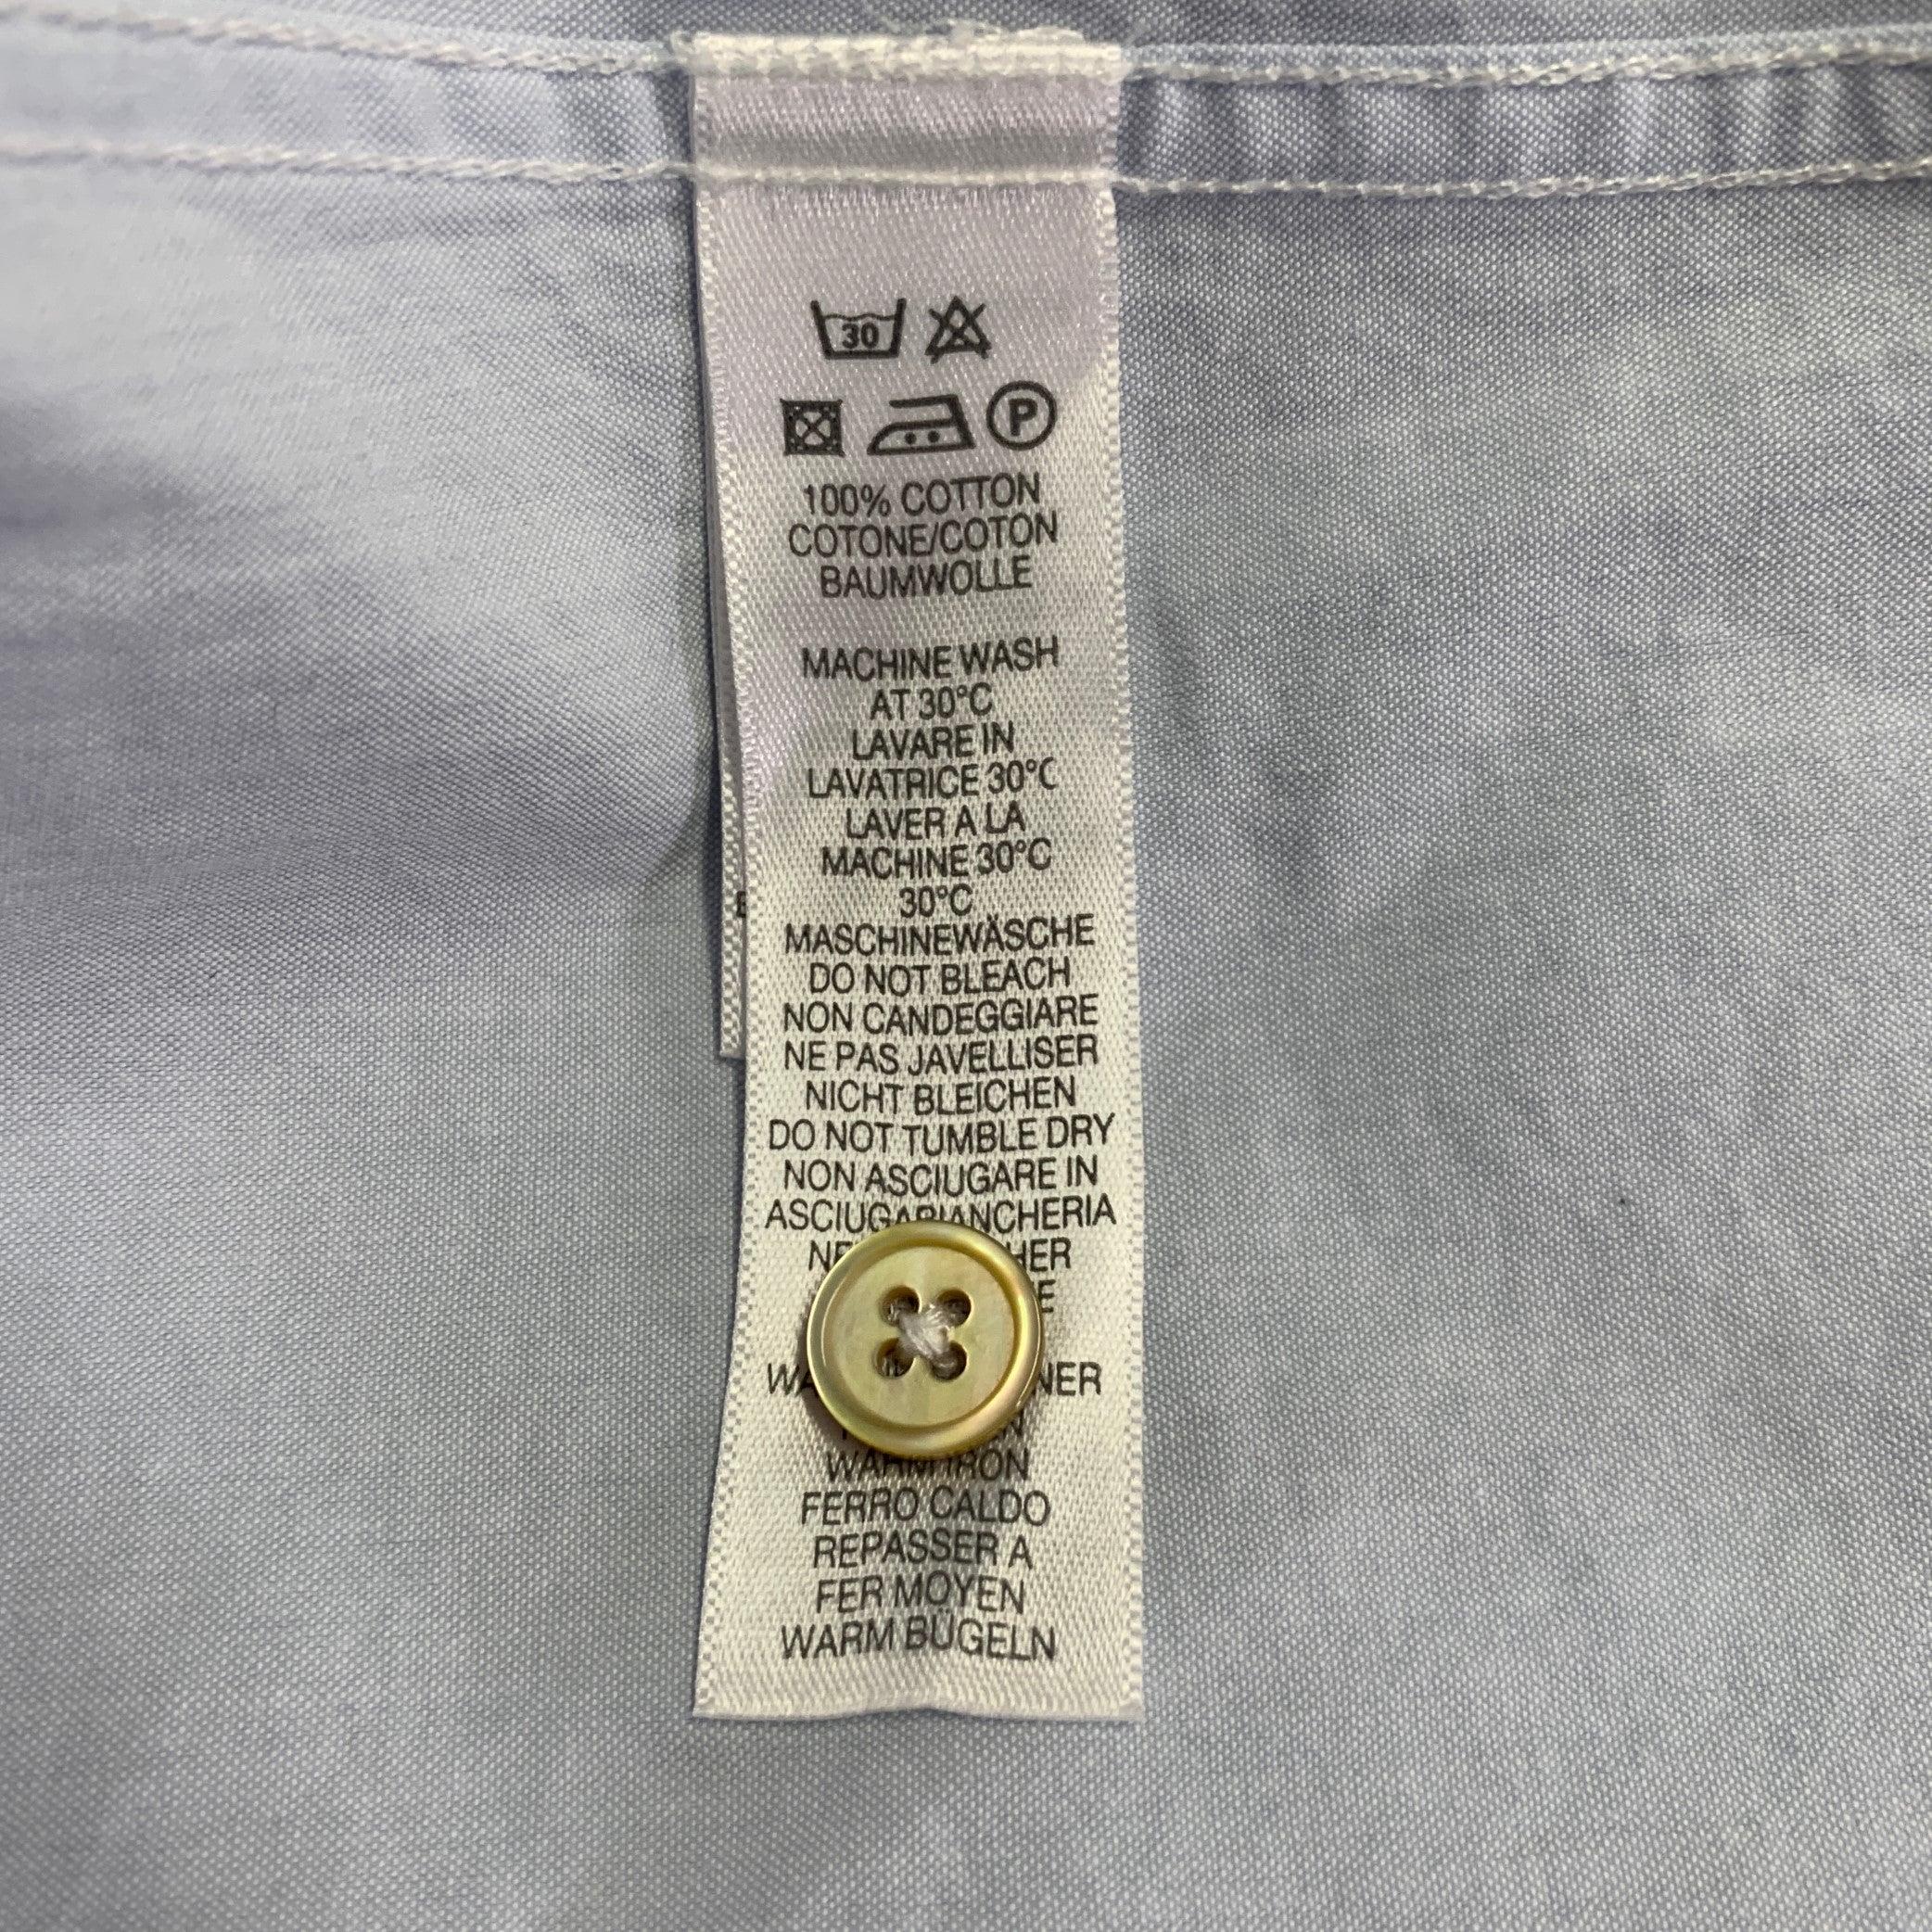 30
P
100% COTTON
COTONE/COTON
BAUMWOLLE
MACHINE WASH
AT 30°C
LAVARE IN
LAVATRICE 30°C
LAVER A LA
MACHINE 30°C
30°C
MASCHINEWÄSCHE
DO NOT BLEACH
NON CANDEGGIARE
NE PAS JAVELLISER
NICHT BLEICHEN
DO NOT TUMBLE DRY
NON ASCIUGARE IN
ASCIUGABIANCHERIA
WARM IRON
FERRO CALDO
REPASSER A
FER MOYEN
WARM BÜGELN